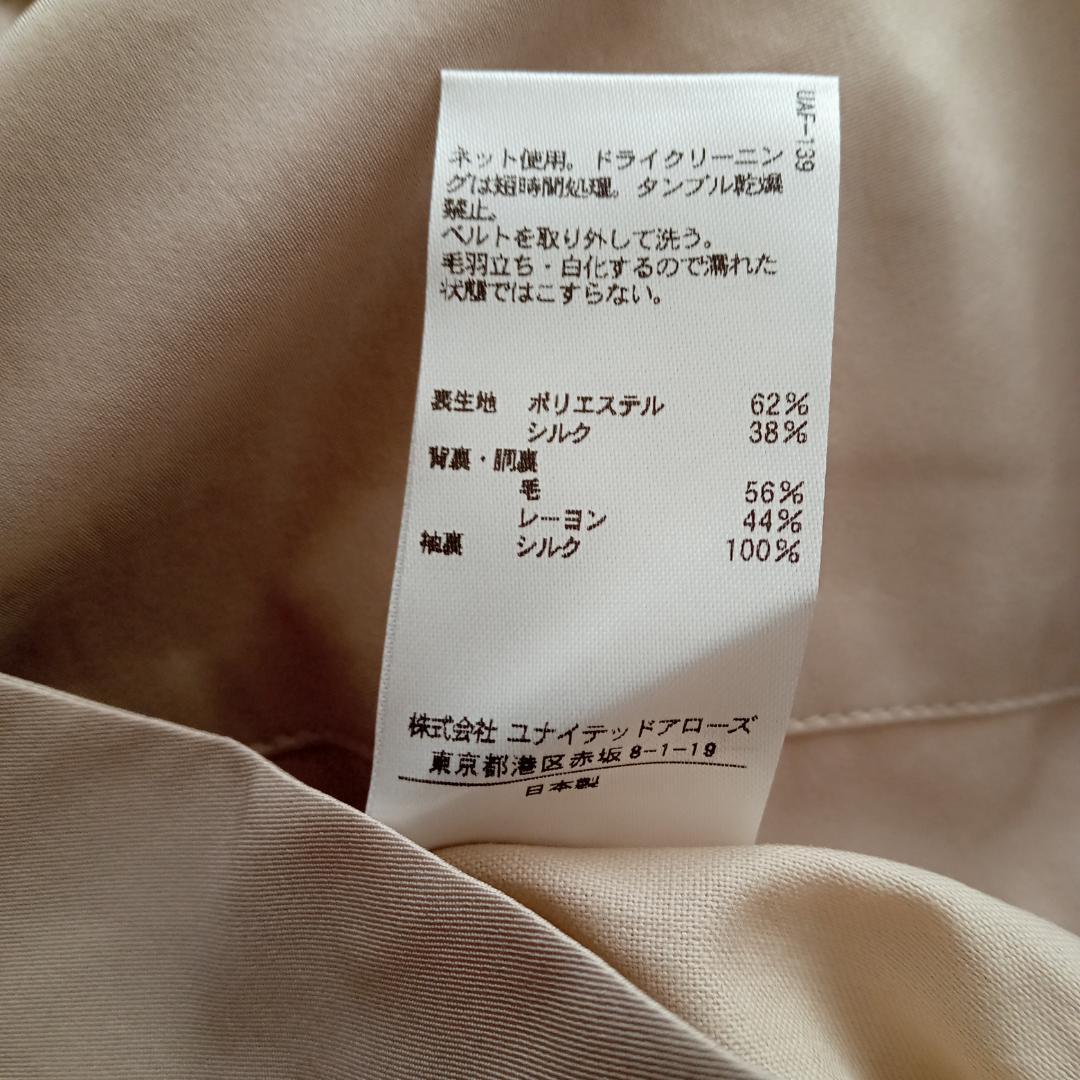 UAF-139
ネット使用。ドライクリーニン
グは短時間処理。タンブル乾燥
禁止。
ベルトを取り外して洗う。
毛羽立ち・白化するので濡れた
状態ではこすらない。
表生地 ポリエステル 62%
シルク 38%
背裏・胴裏
毛 56%
レーヨン 44%
袖裏 シルク 100%
株式会社 ユナイテッドアローズ
東京都港区赤坂8-1-19
日本製